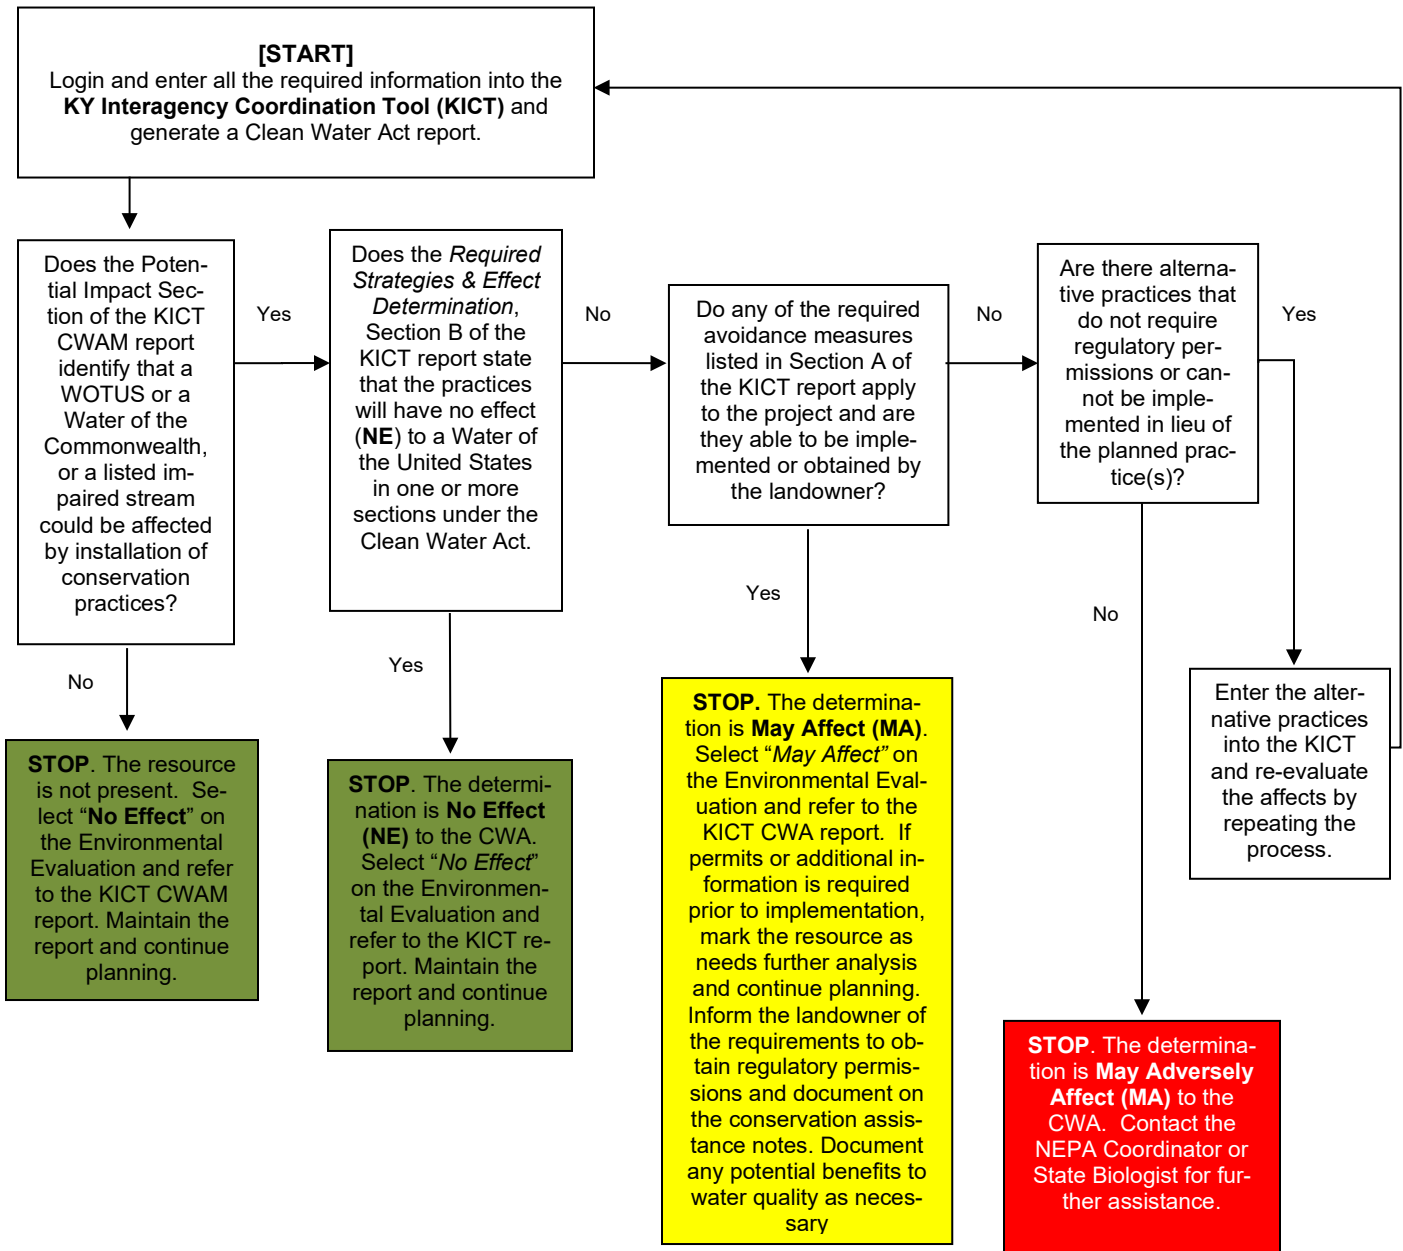 [START]
Login and enter all the required information into the
KY Interagency Coordination Tool (KICT) and
generate a Clean Water Act report.
Does the Poten-
tial Impact Sec-
tion of the KICT
CWAM report
identify that a
WOTUS or a
Water of the
Commonwealth,
or a listed im-
paired stream
could be affected
by installation of
conservation
practices?
Yes
No
Does the Required
Strategies & Effect
Determination,
Section B of the
KICT report state
that the practices
will have no effect
(NE) to a Water of
the United States
in one or more
sections under the
Clean Water Act.
No
Yes
Do any of the required
avoidance measures
listed in Section A of
the KICT report apply
to the project and are
they able to be imple-
mented or obtained by
the landowner?
No
Yes
Are there alterna-
tive practices that
do not require
regulatory per-
missions or can-
not be imple-
mented in lieu of
the planned prac-
tice(s)?
Yes
No
STOP. The resource
is not present.  Se-
lect “No Effect” on
the Environmental
Evaluation and refer
to the KICT CWAM
report. Maintain the
report and continue
planning.
STOP. The determi-
nation is No Effect
(NE) to the CWA.
Select “No Effect”
on the Environmen-
tal Evaluation and
refer to the KICT re-
port. Maintain the
report and continue
planning.
STOP. The determina-
tion is May Affect (MA).
Select “May Affect” on
the Environmental Eval-
uation and refer to the
KICT CWA report.  If
permits or additional in-
formation is required
prior to implementation,
mark the resource as
needs further analysis
and continue planning.
Inform the landowner of
the requirements to ob-
tain regulatory permis-
sions and document on
the conservation assis-
tance notes. Document
any potential benefits to
water quality as neces-
sary
Enter the alter-
native practices
into the KICT
and re-evaluate
the affects by
repeating the
process.
STOP. The determina-
tion is May Adversely
Affect (MA) to the
CWA.  Contact the
NEPA Coordinator or
State Biologist for fur-
ther assistance.